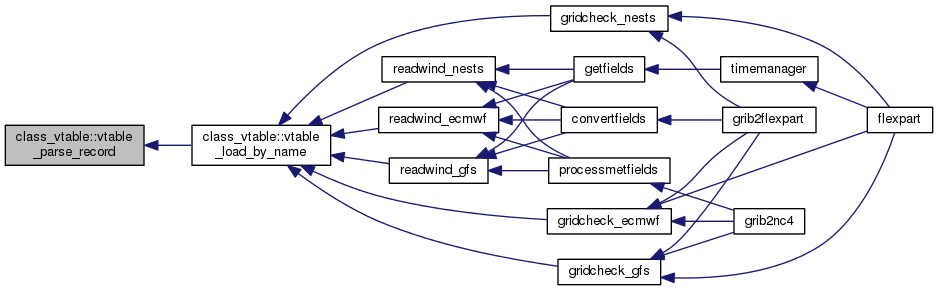 class_vtable::vtable
_parse_record
class_vtable::vtable
_load_by_name
gridcheck_nests
readwind_nests
readwind_ecmwf
readwind_gfs
getfields
convertfields
processmetfields
gridcheck_ecmwf
gridcheck_gfs
timemanager
grib2flexpart
grib2nc4
flexpart